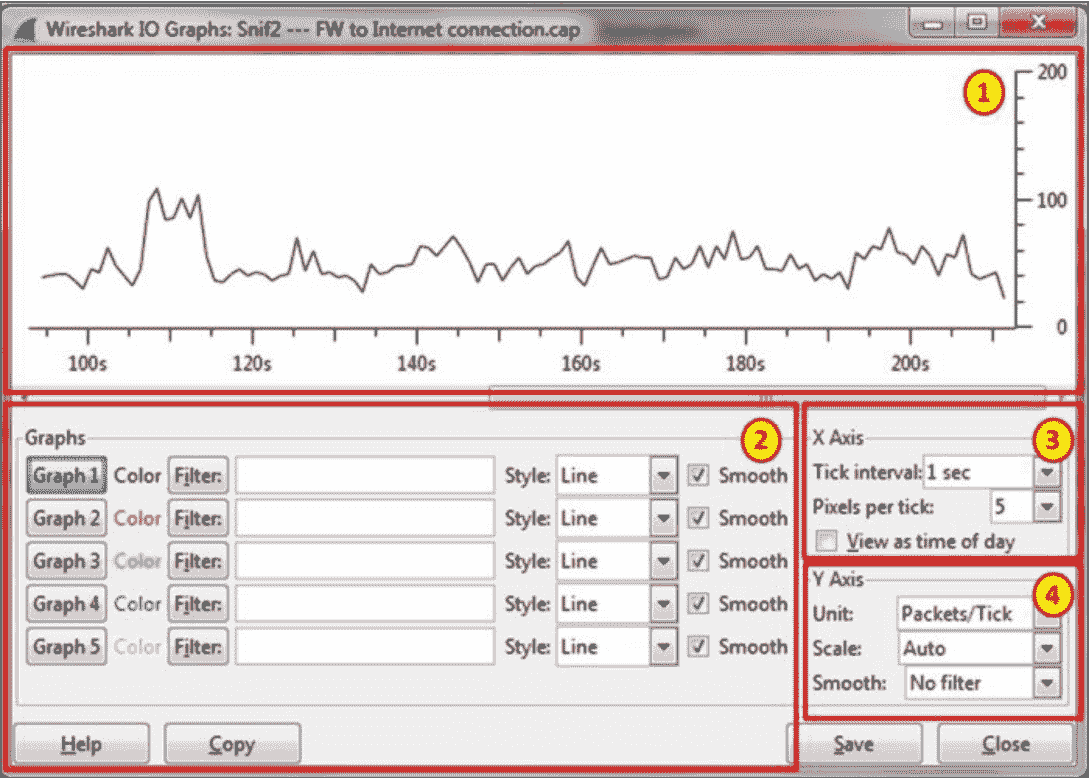 Wireshark IO Graphs: Snif2 --- FW to Internet connection.cap
1
200
100
0
100s 120s 140s 160s 180s 200s
2
Graphs
Graph 1 Color Filter: Style: Line Smooth
Graph 2 Color Filter: Style: Line Smooth
Graph 3 Color Filter: Style: Line Smooth
Graph 4 Color Filter: Style: Line Smooth
Graph 5 Color Filter: Style: Line Smooth
Help Copy
3
X Axis
Tick interval: 1 sec
Pixels per tick: 5
View as time of day
4
Y Axis
Unit: Packets/Tick
Scale: Auto
Smooth: No filter
Save Close